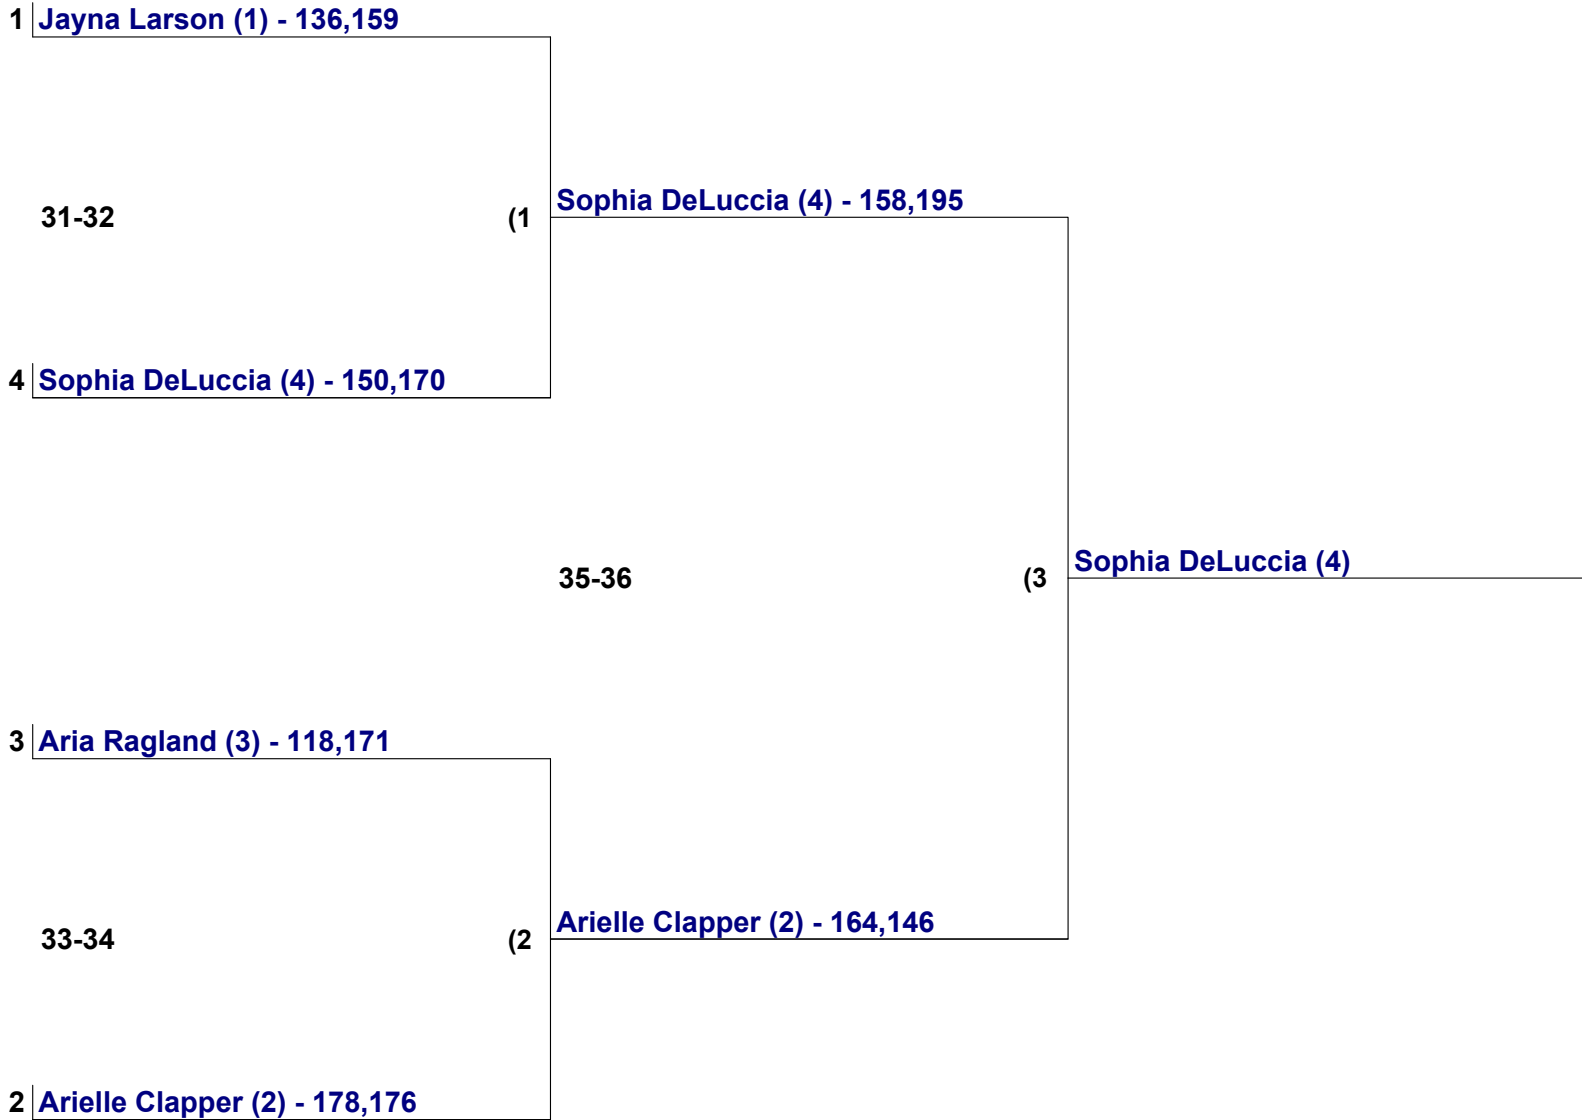 1 Jayna Larson (1) - 136,159
31-32 (1
Sophia DeLuccia (4) - 158,195
4 Sophia DeLuccia (4) - 150,170
35-36 (3
Sophia DeLuccia (4)
3 Aria Ragland (3) - 118,171
33-34 (2
Arielle Clapper (2) - 164,146
2 Arielle Clapper (2) - 178,176